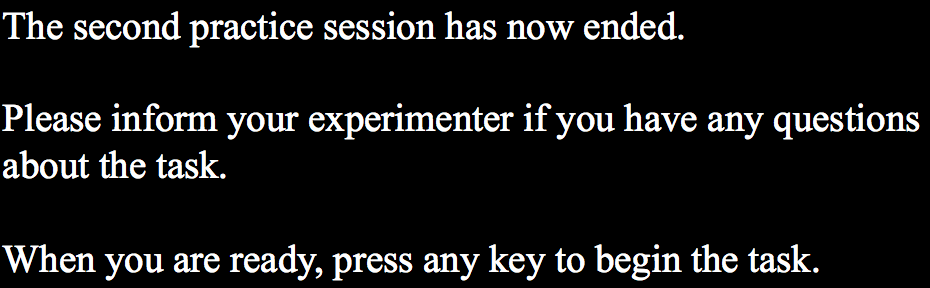 The second practice session has now ended.
Please inform your experimenter if you have any questions
about the task.
When you are ready, press any key to begin the task.